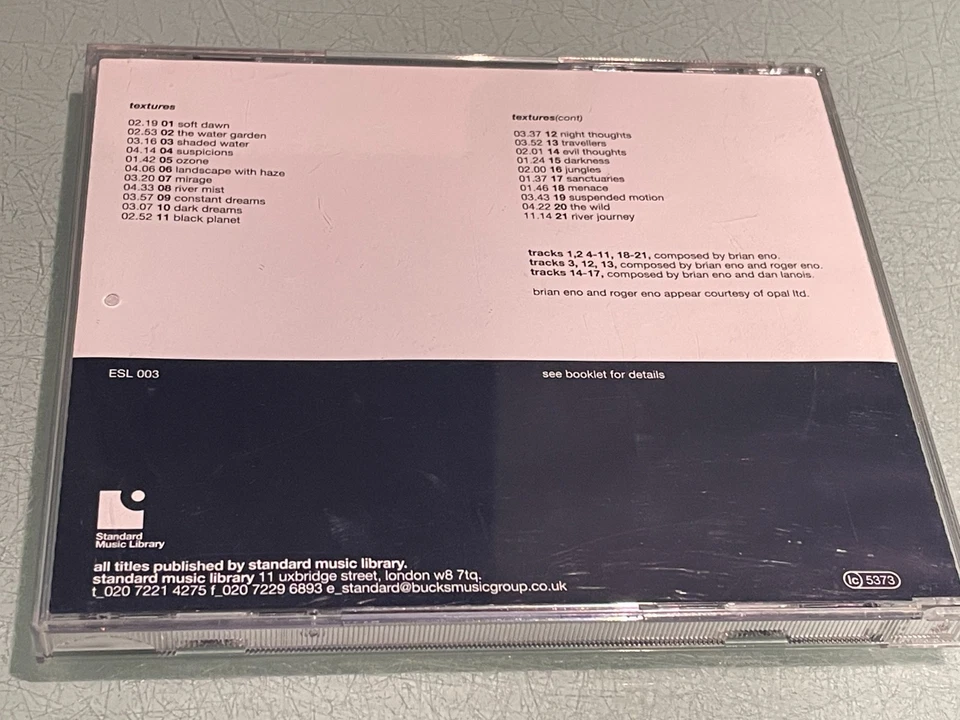 textures
02.19 01 soft dawn
02.53 02 the water garden
03.16 03 shaded water
04.14 04 suspicions
01.42 05 ozone
04.06 06 landscape with haze
03.20 07 mirage
04.33 08 river mist
03.57 09 constant dreams
03.07 10 dark dreams
02.52 11 black planet
textures(cont)
03.37 12 night thoughts
03.52 13 travellers
02.01 14 evil thoughts
01.24 15 darkness
02.00 16 jungles
01.37 17 sanctuaries
01.46 18 menace
03.43 19 suspended motion
04.22 20 the wild
11.14 21 river journey
tracks 1,2 4-11, 18-21, composed by brian eno.
tracks 3, 12, 13, composed by brian eno and roger eno.
tracks 14-17, composed by brian eno and dan lanois.
brian eno and roger eno appear courtesy of opal ltd.
ESL 003
see booklet for details
Standard
Music Library
all titles published by standard music library.
standard music library 11 uxbridge street, london w8 7tq.
t_020 7221 4275 f_020 7229 6893 e_standard@bucksmusicgroup.co.uk
lc 5373